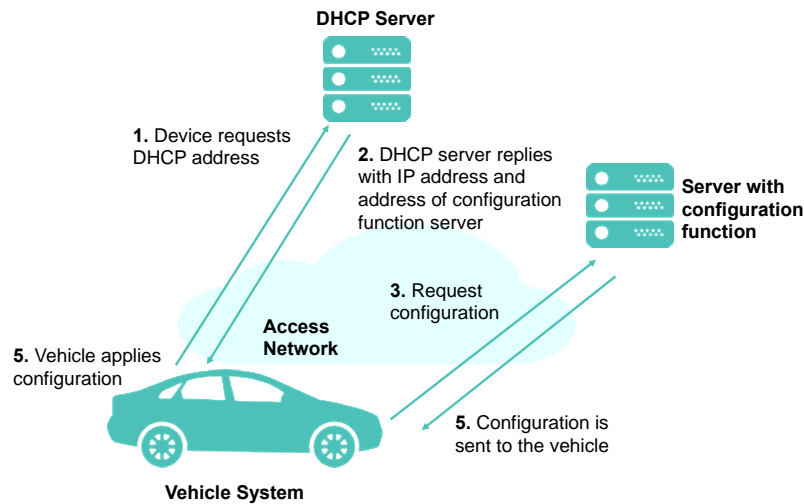 DHCP Server
1. Device requests
DHCP address
2. DHCP server replies
with IP address and
address of configuration
function server
Server with
configuration
function
3. Request
configuration
Access
Network
5. Vehicle applies
configuration
5. Configuration is
sent to the vehicle
Vehicle System